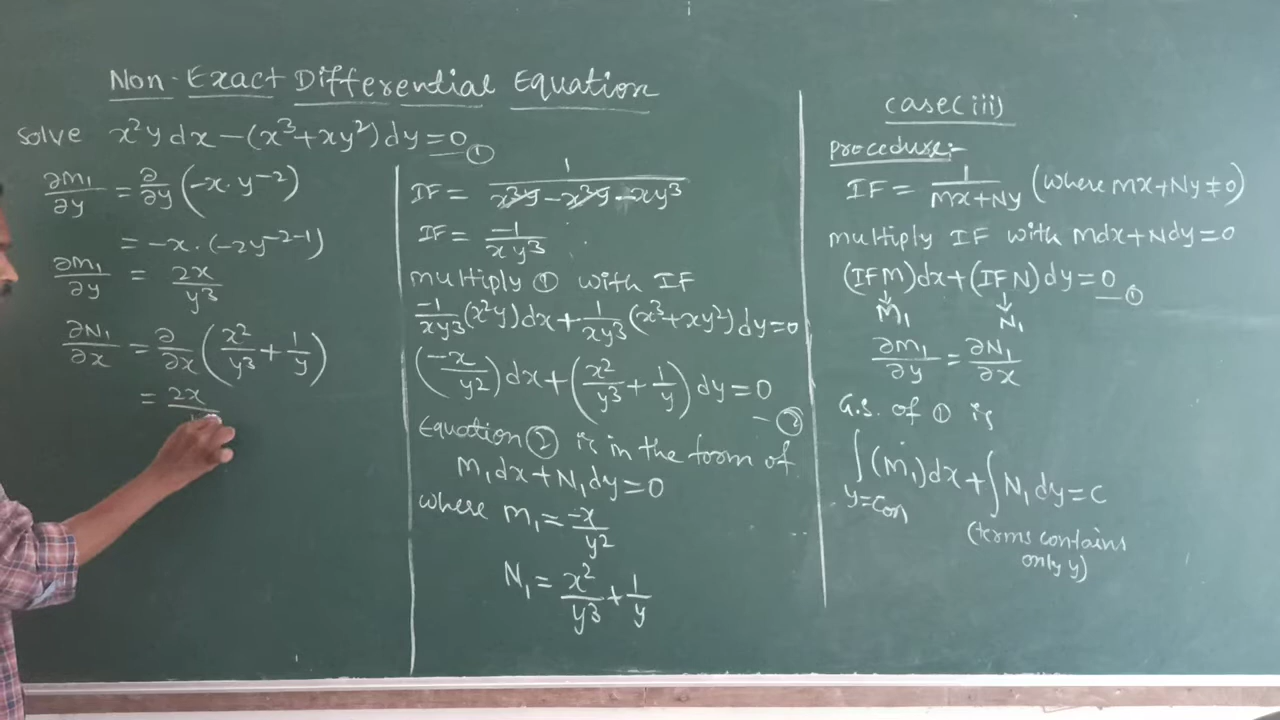 Non-Exact Differential Equation
Solve x²y dx - (x³+xy²)dy = 0 —①
∂M₁/∂y = ∂/∂y (-x·y⁻²)
= -x·(-2y⁻²⁻¹)
∂M₁/∂y = 2x/y³
∂N₁/∂x = ∂/∂x (x²/y³ + 1/y)
= 2x/
IF = 1/(x³y - x³y - xy³)
IF = -1/xy³
multiply ① with IF
-1/xy³ (x²y)dx + 1/xy³ (x³+xy²)dy = 0
(-x/y²)dx + (x²/y³ + 1/y)dy = 0
—②
Equation ② is in the form of
M₁dx + N₁dy = 0
where M₁ = -x/y²
N₁ = x²/y³ + 1/y
case(iii)
procedure:-
IF = 1/(Mx+Ny) (where Mx+Ny ≠ 0)
multiply IF with Mdx+Ndy=0
(IFM)dx + (IFN)dy = 0 —①
↓ ↓
M₁ N₁
∂M₁/∂y = ∂N₁/∂x
G.S. of ① is
∫(M₁)dx + ∫N₁dy = C
y=con
(terms contains
only y)